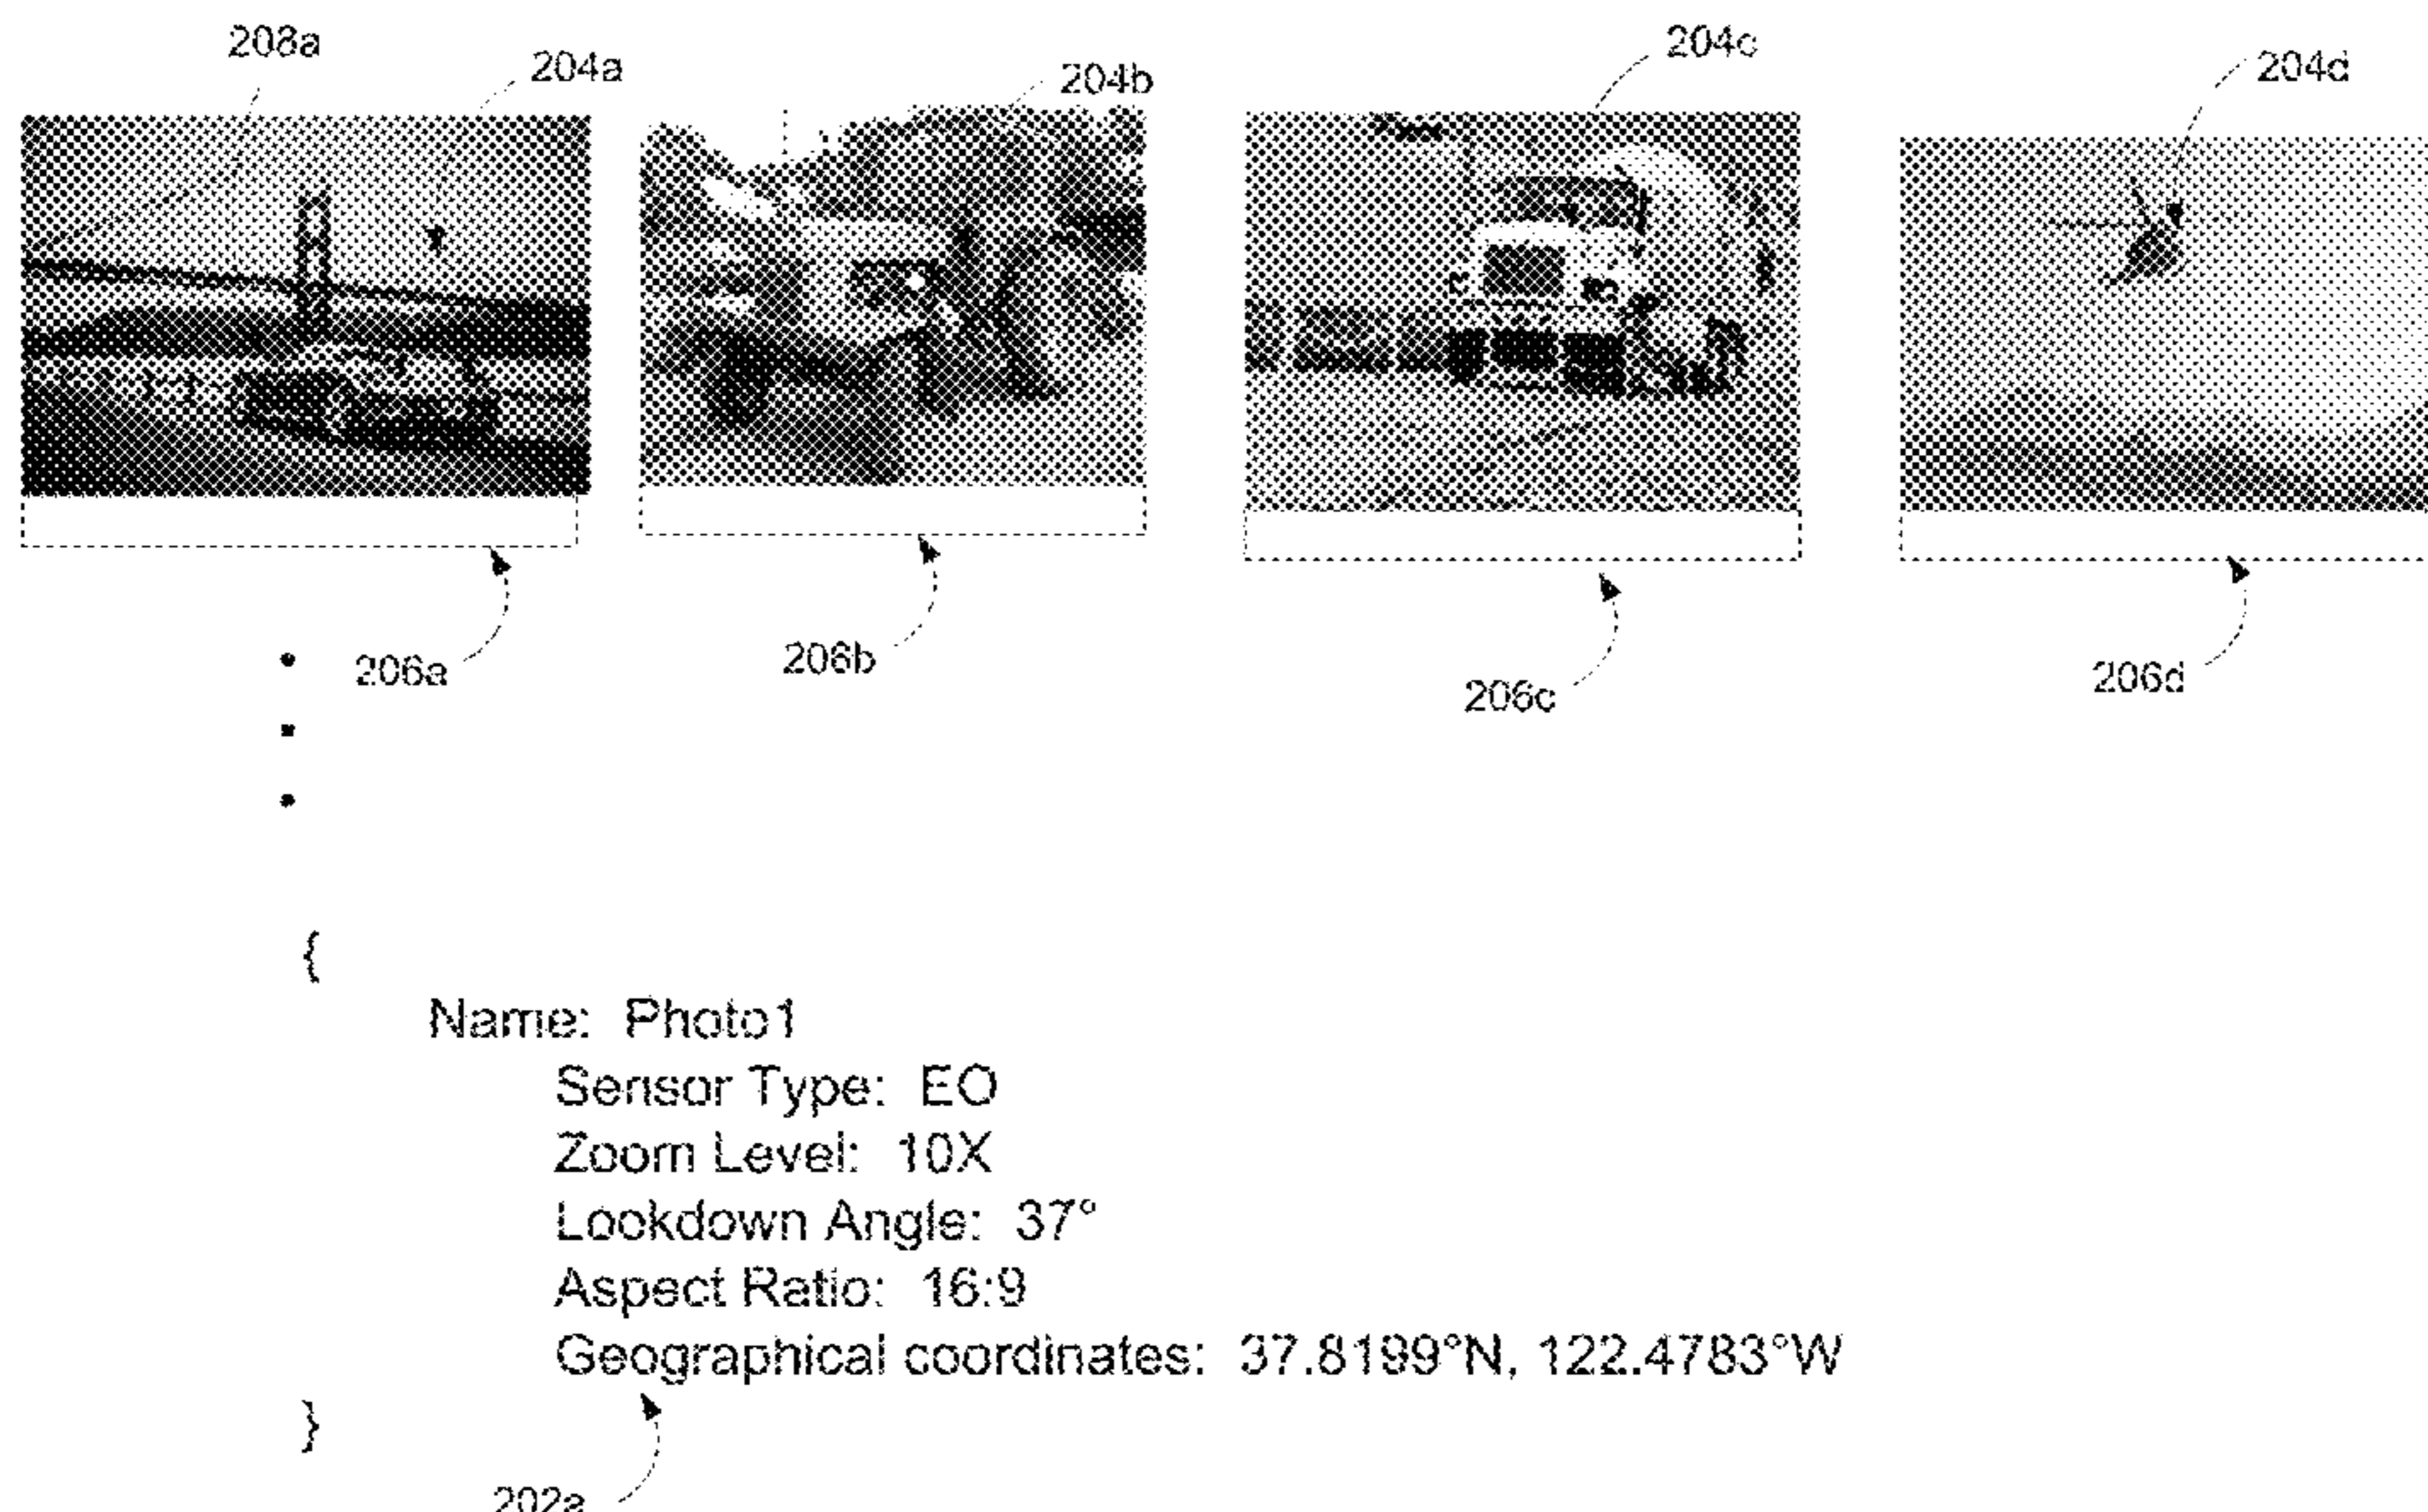 208a
204a
204b
204c
204d
206a
206b
206c
206d
{
Name: Photo1
Sensor Type: EO
Zoom Level: 10X
Lookdown Angle: 37°
Aspect Ratio: 16:9
Geographical coordinates: 37.8199°N, 122.4783°W
}
202a